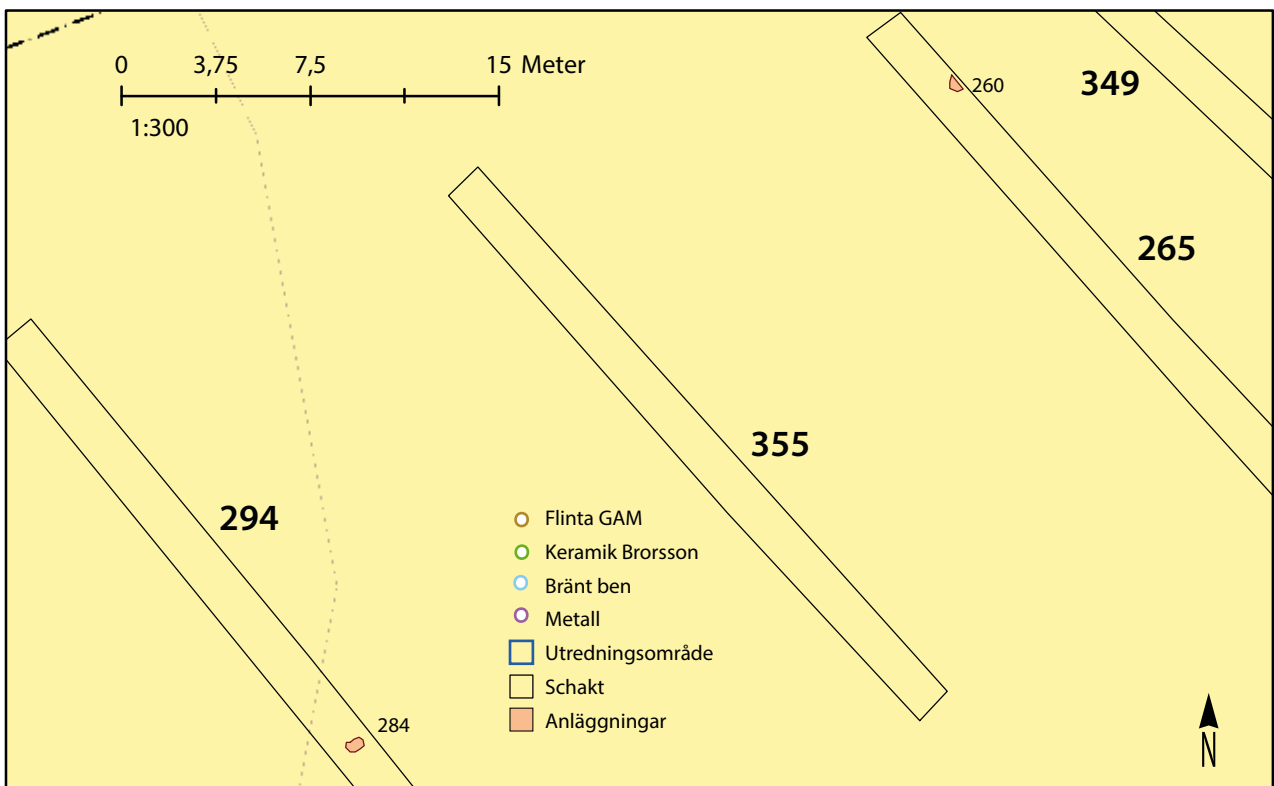 0 3,75 7,5 15 Meter
1:300
260
349
265
355
294
284
Flinta GAM
Keramik Brorsson
Bränt ben
Metall
Utredningsområde
Schakt
Anläggningar
N